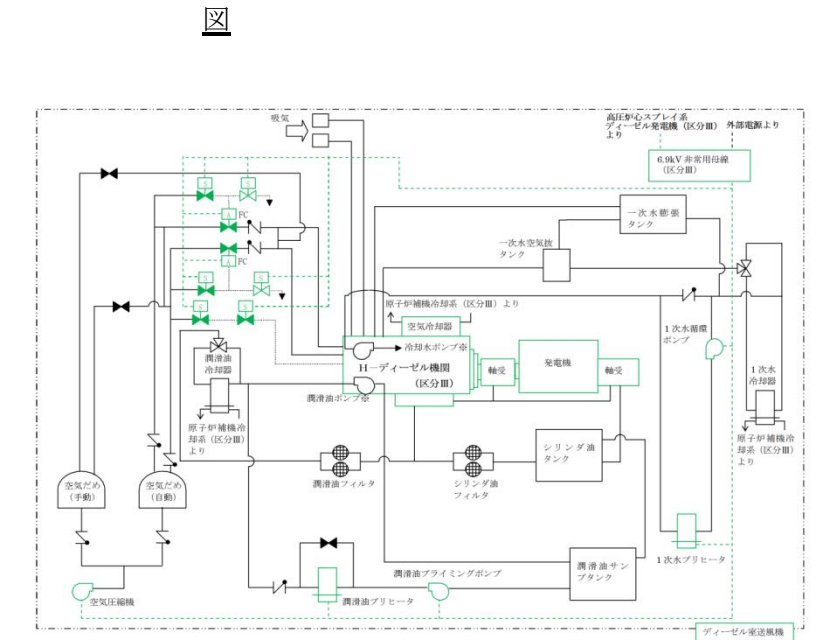 図
吸気
高圧炉心スプレイ系
ディーゼル発電機（区分Ⅲ）
より
外部電源より
6.9kV 非常用母線
（区分Ⅲ）
S
S
A
FC
A
FC
S
S
S
S
一次水膨張
タンク
一次水空気抜
タンク
原子炉補機冷却系（区分Ⅲ）より
空気冷却器
冷却水ポンプ※
H－ディーゼル機関
（区分Ⅲ）
潤滑油ポンプ※
軸受
発電機
軸受
1次水循環
ポンプ
1次水
冷却器
原子炉補機冷
却系（区分Ⅲ）
より
潤滑油
冷却器
原子炉補機冷
却系（区分Ⅲ）
より
空気だめ
（手動）
空気だめ
（自動）
潤滑油フィルタ
シリンダ油
フィルタ
シリンダ油
タンク
潤滑油サン
プタンク
1次水プリヒータ
潤滑油プライミングポンプ
潤滑油プリヒータ
空気圧縮機
ディーゼル室送風機